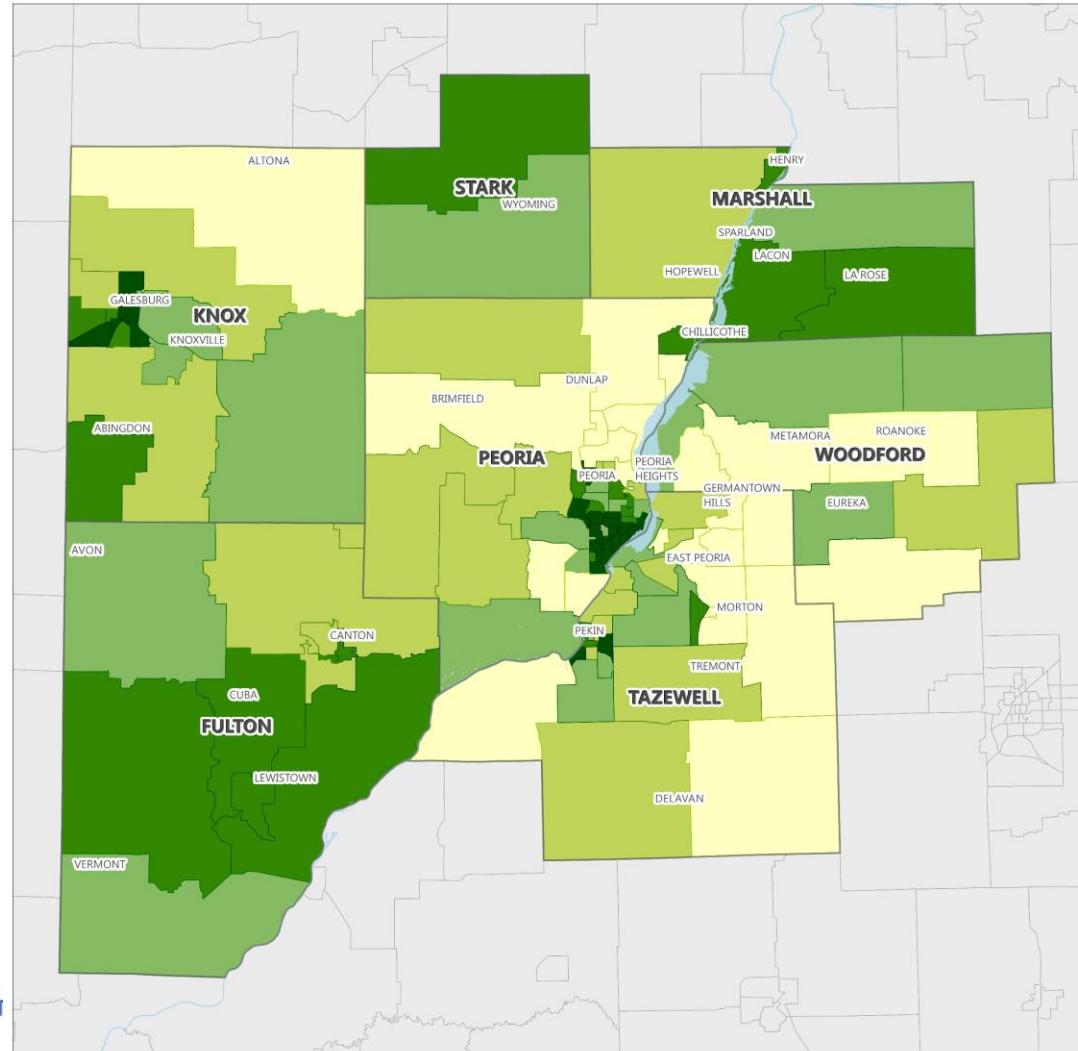 ALTONA
HENRY
STARK
MARSHALL
WYOMING
SPARLAND
LACON
HOPEWELL
LA ROSE
GALESBURG
KNOX
KNOXVILLE
CHILLICOTHE
DUNLAP
BRIMFIELD
ABINGDON
METAMORA
ROANOKE
PEORIA
WOODFORD
PEORIA
HEIGHTS
PEORIA
GERMANTOWN
HILLS
EUREKA
AVON
EAST PEORIA
MORTON
CANTON
PEKIN
TREMONT
CUBA
TAZEWELL
FULTON
LEWISTOWN
DELAVAN
VERMONT